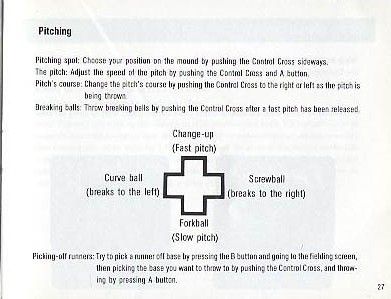 Pitching
Pitching spot: Choose your position on the mound by pushing the Control Cross sideways.
The pitch: Adjust the speed of the pitch by pushing the Control Cross and A button.
Pitch's course: Change the pitch's course by pushing the Control Cross to the right or left as the pitch is
being thrown.
Breaking balls: Throw breaking balls by pushing the Control Cross after a fast pitch has been released.
Change-up
(Fast pitch)
Curve ball
(breaks to the left)
Screwball
(breaks to the right)
Forkball
(Slow pitch)
Picking-off runners: Try to pick a runner off base by pressing the B button and going to the fielding screen,
then picking the base you want to throw to by pushing the Control Cross, and throw-
ing by pressing A button.
27